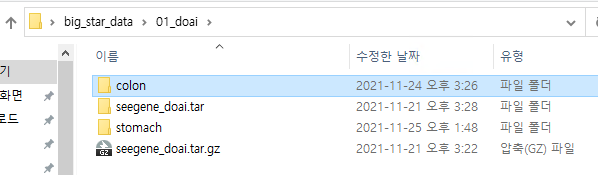 big_star_data > 01_doai
이름 수정한 날짜 유형
colon 2021-11-24 오후 3:26 파일 폴더
seegene_doai.tar 2021-11-21 오후 3:28 파일 폴더
stomach 2021-11-25 오후 1:48 파일 폴더
GZ seegene_doai.tar.gz 2021-11-21 오후 3:22 압축(GZ) 파일
기
화면
로드